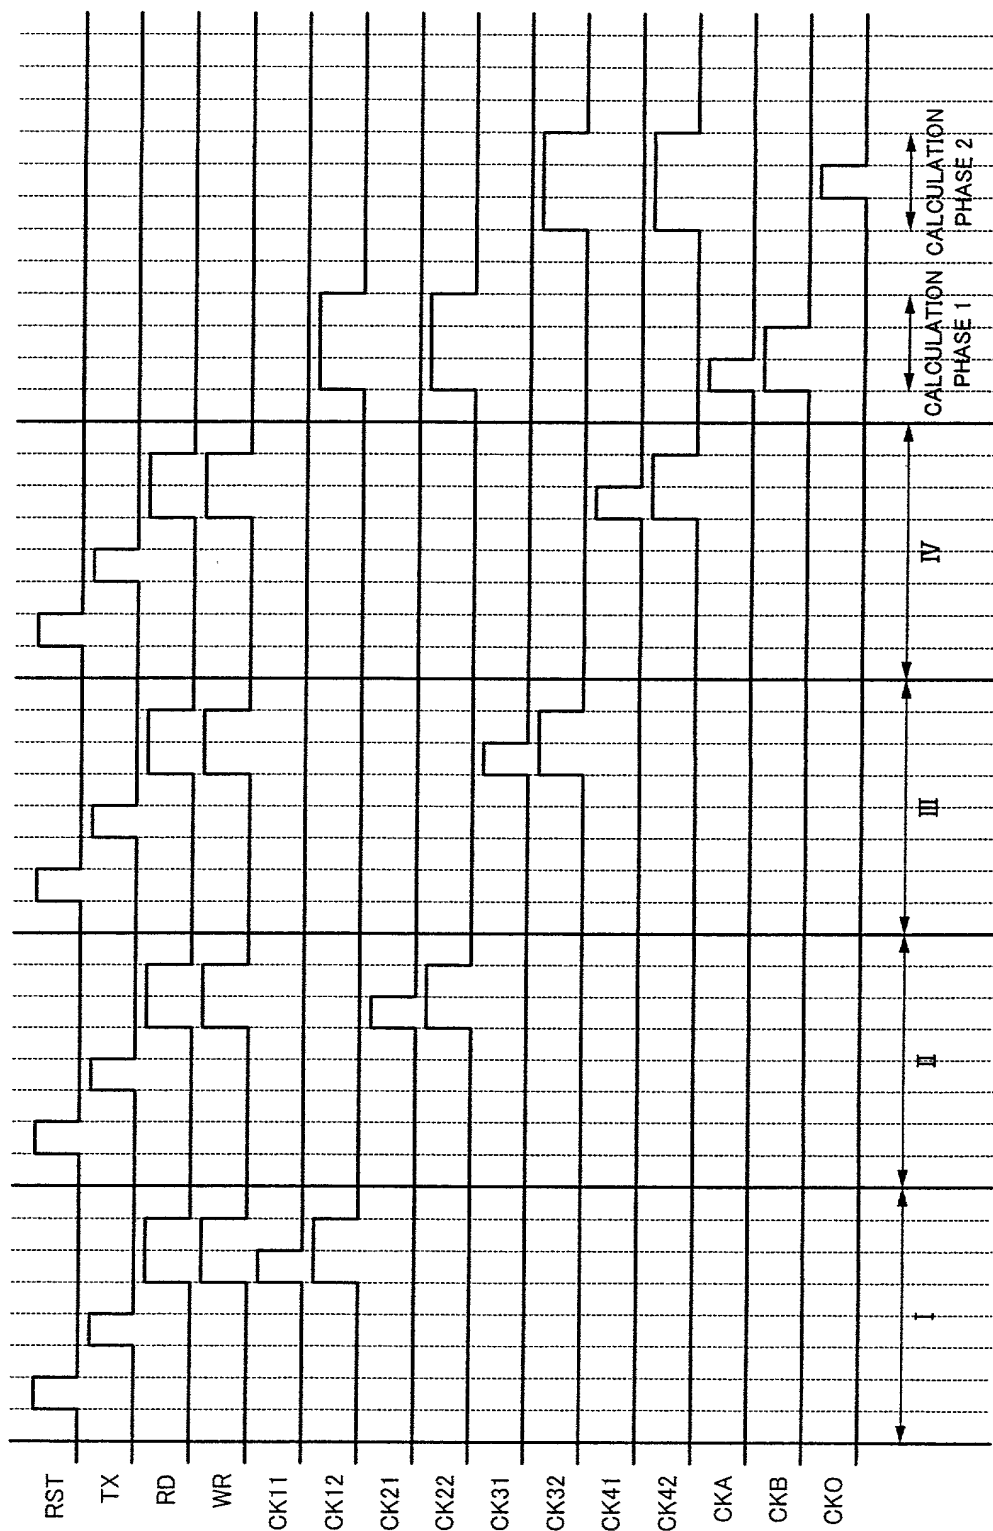 RST
TX
RD
WR
CK11
CK12
CK21
CK22
CK31
CK32
CK41
CK42
CKA
CKB
CKO
I
II
III
IV
CALCULATION
PHASE 1
CALCULATION
PHASE 2